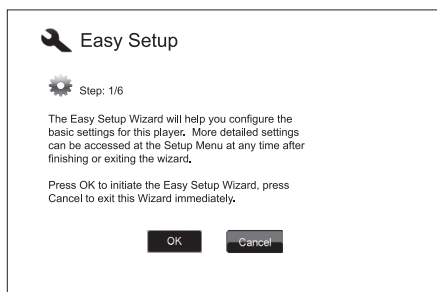 Easy Setup
Step: 1/6
The Easy Setup Wizard will help you configure the
basic settings for this player. More detailed settings
can be accessed at the Setup Menu at any time after
finishing or exiting the wizard.
Press OK to initiate the Easy Setup Wizard, press
Cancel to exit this Wizard immediately.
OK
Cancel